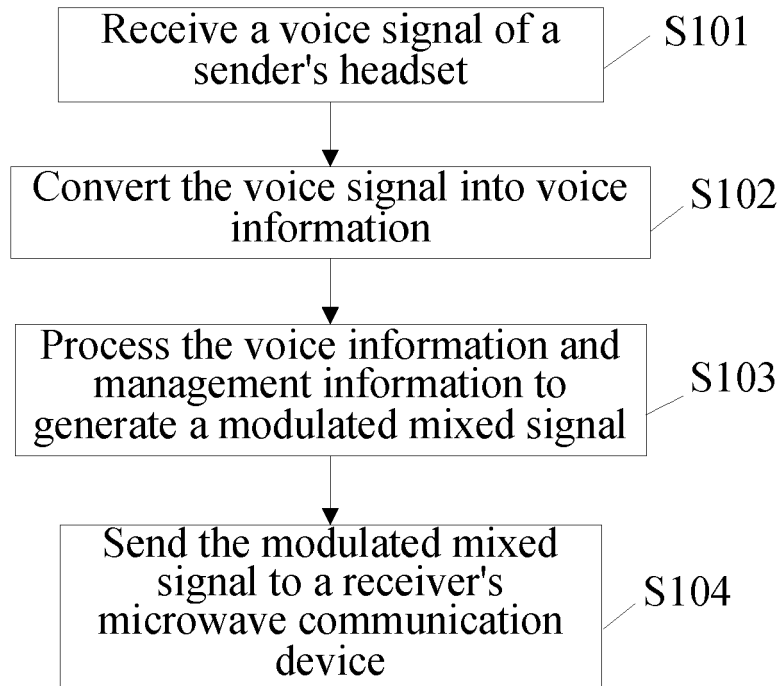 Receive a voice signal of a
sender's headset
S101
Convert the voice signal into voice
information
S102
Process the voice information and
management information to
generate a modulated mixed signal
S103
Send the modulated mixed
signal to a receiver's
microwave communication
device
S104